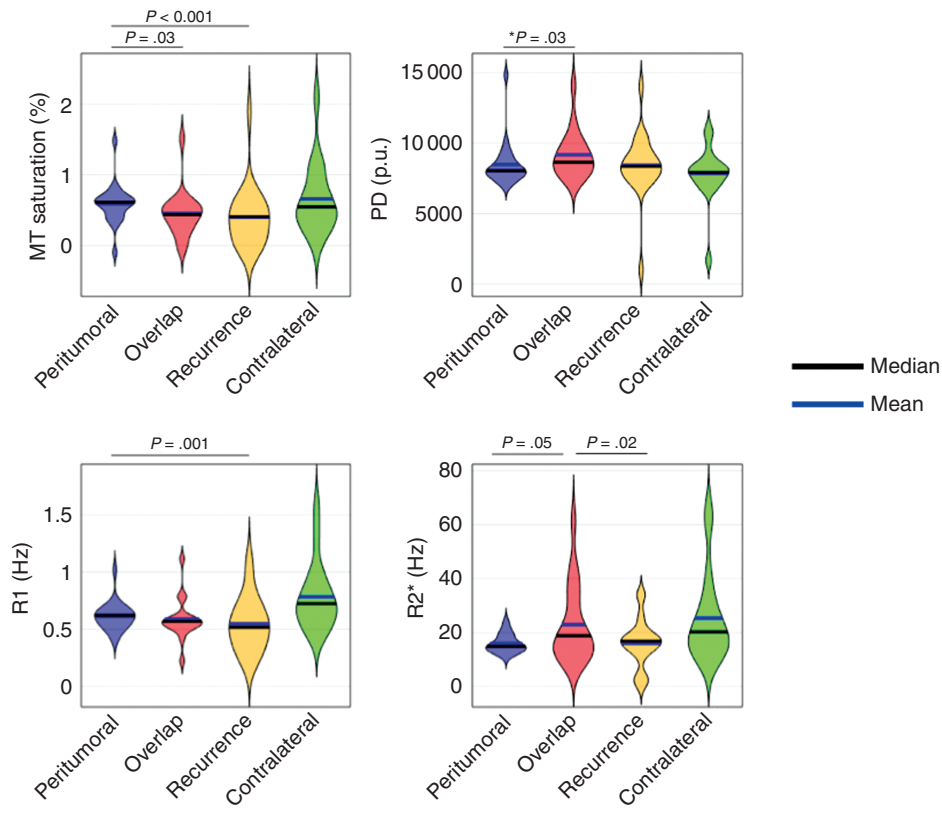 P < 0.001
P = .03
MT saturation (%)
2
1
0
Peritumoral
Overlap
Recurrence
Contralateral
*P = .03
PD (p.u.)
15 000
10 000
5000
0
Peritumoral
Overlap
Recurrence
Contralateral
Median
Mean
P = .001
R1 (Hz)
1.5
1
0.5
0
Peritumoral
Overlap
Recurrence
Contralateral
P = .05
P = .02
R2* (Hz)
80
60
40
20
0
Peritumoral
Overlap
Recurrence
Contralateral